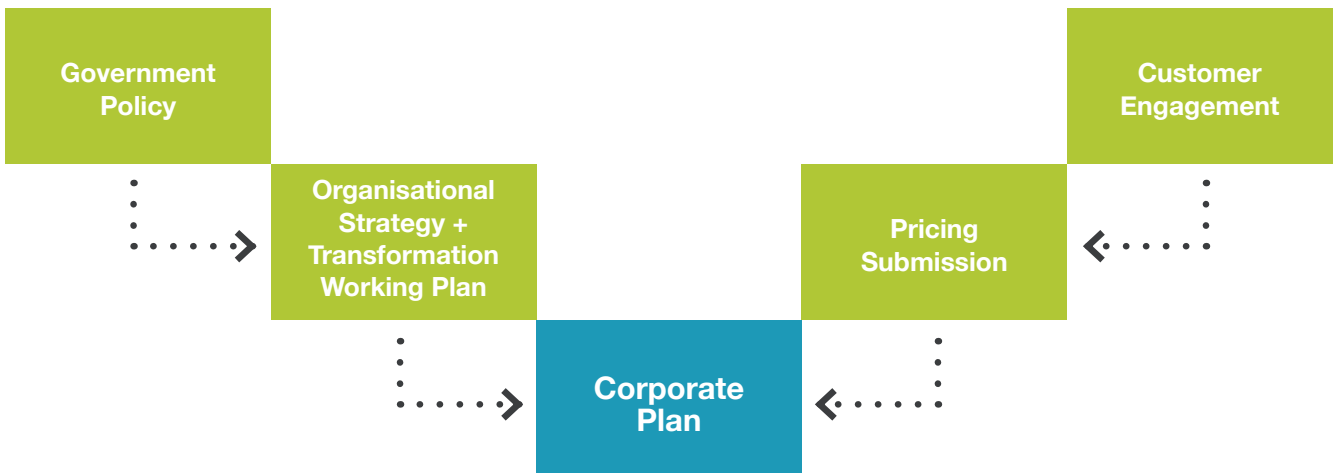 Government
Policy
Customer
Engagement
Organisational
Strategy +
Transformation
Working Plan
Pricing
Submission
Corporate
Plan